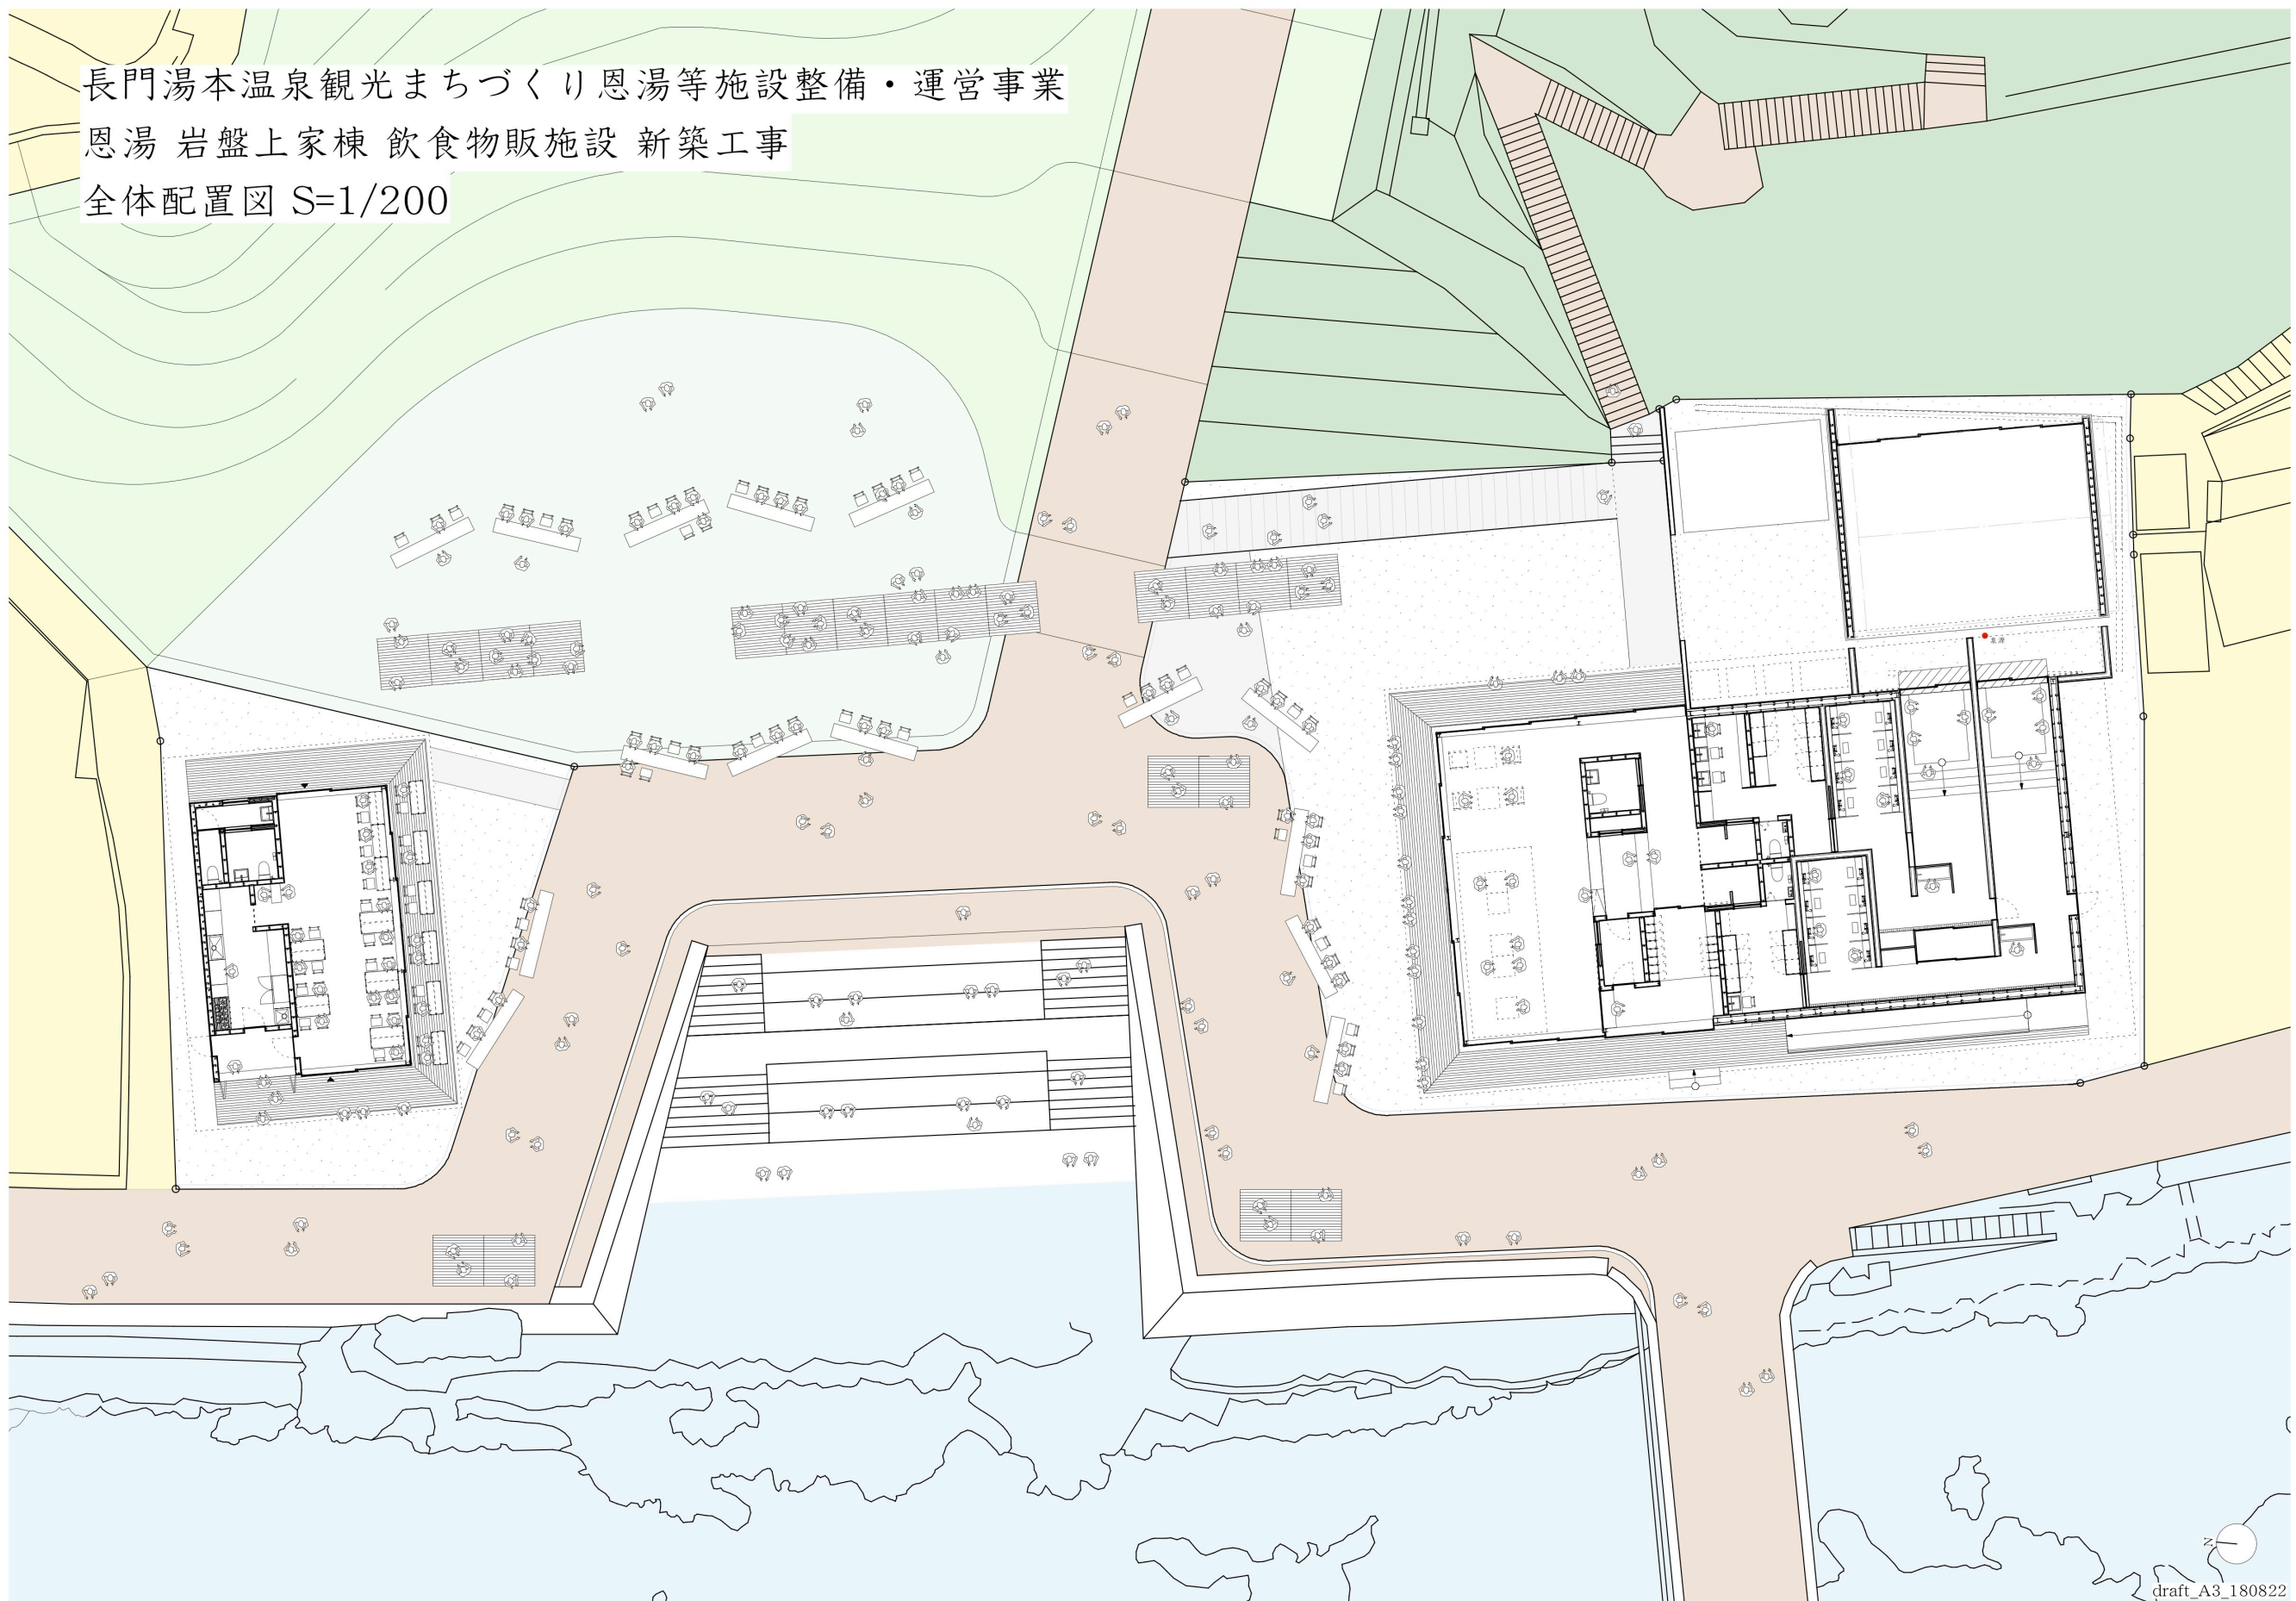 長門湯本温泉観光まちづくり恩湯等施設整備・運営事業
恩湯 岩盤上家棟 飲食物販施設 新築工事
全体配置図 S=1/200
N
draft_A3_180822